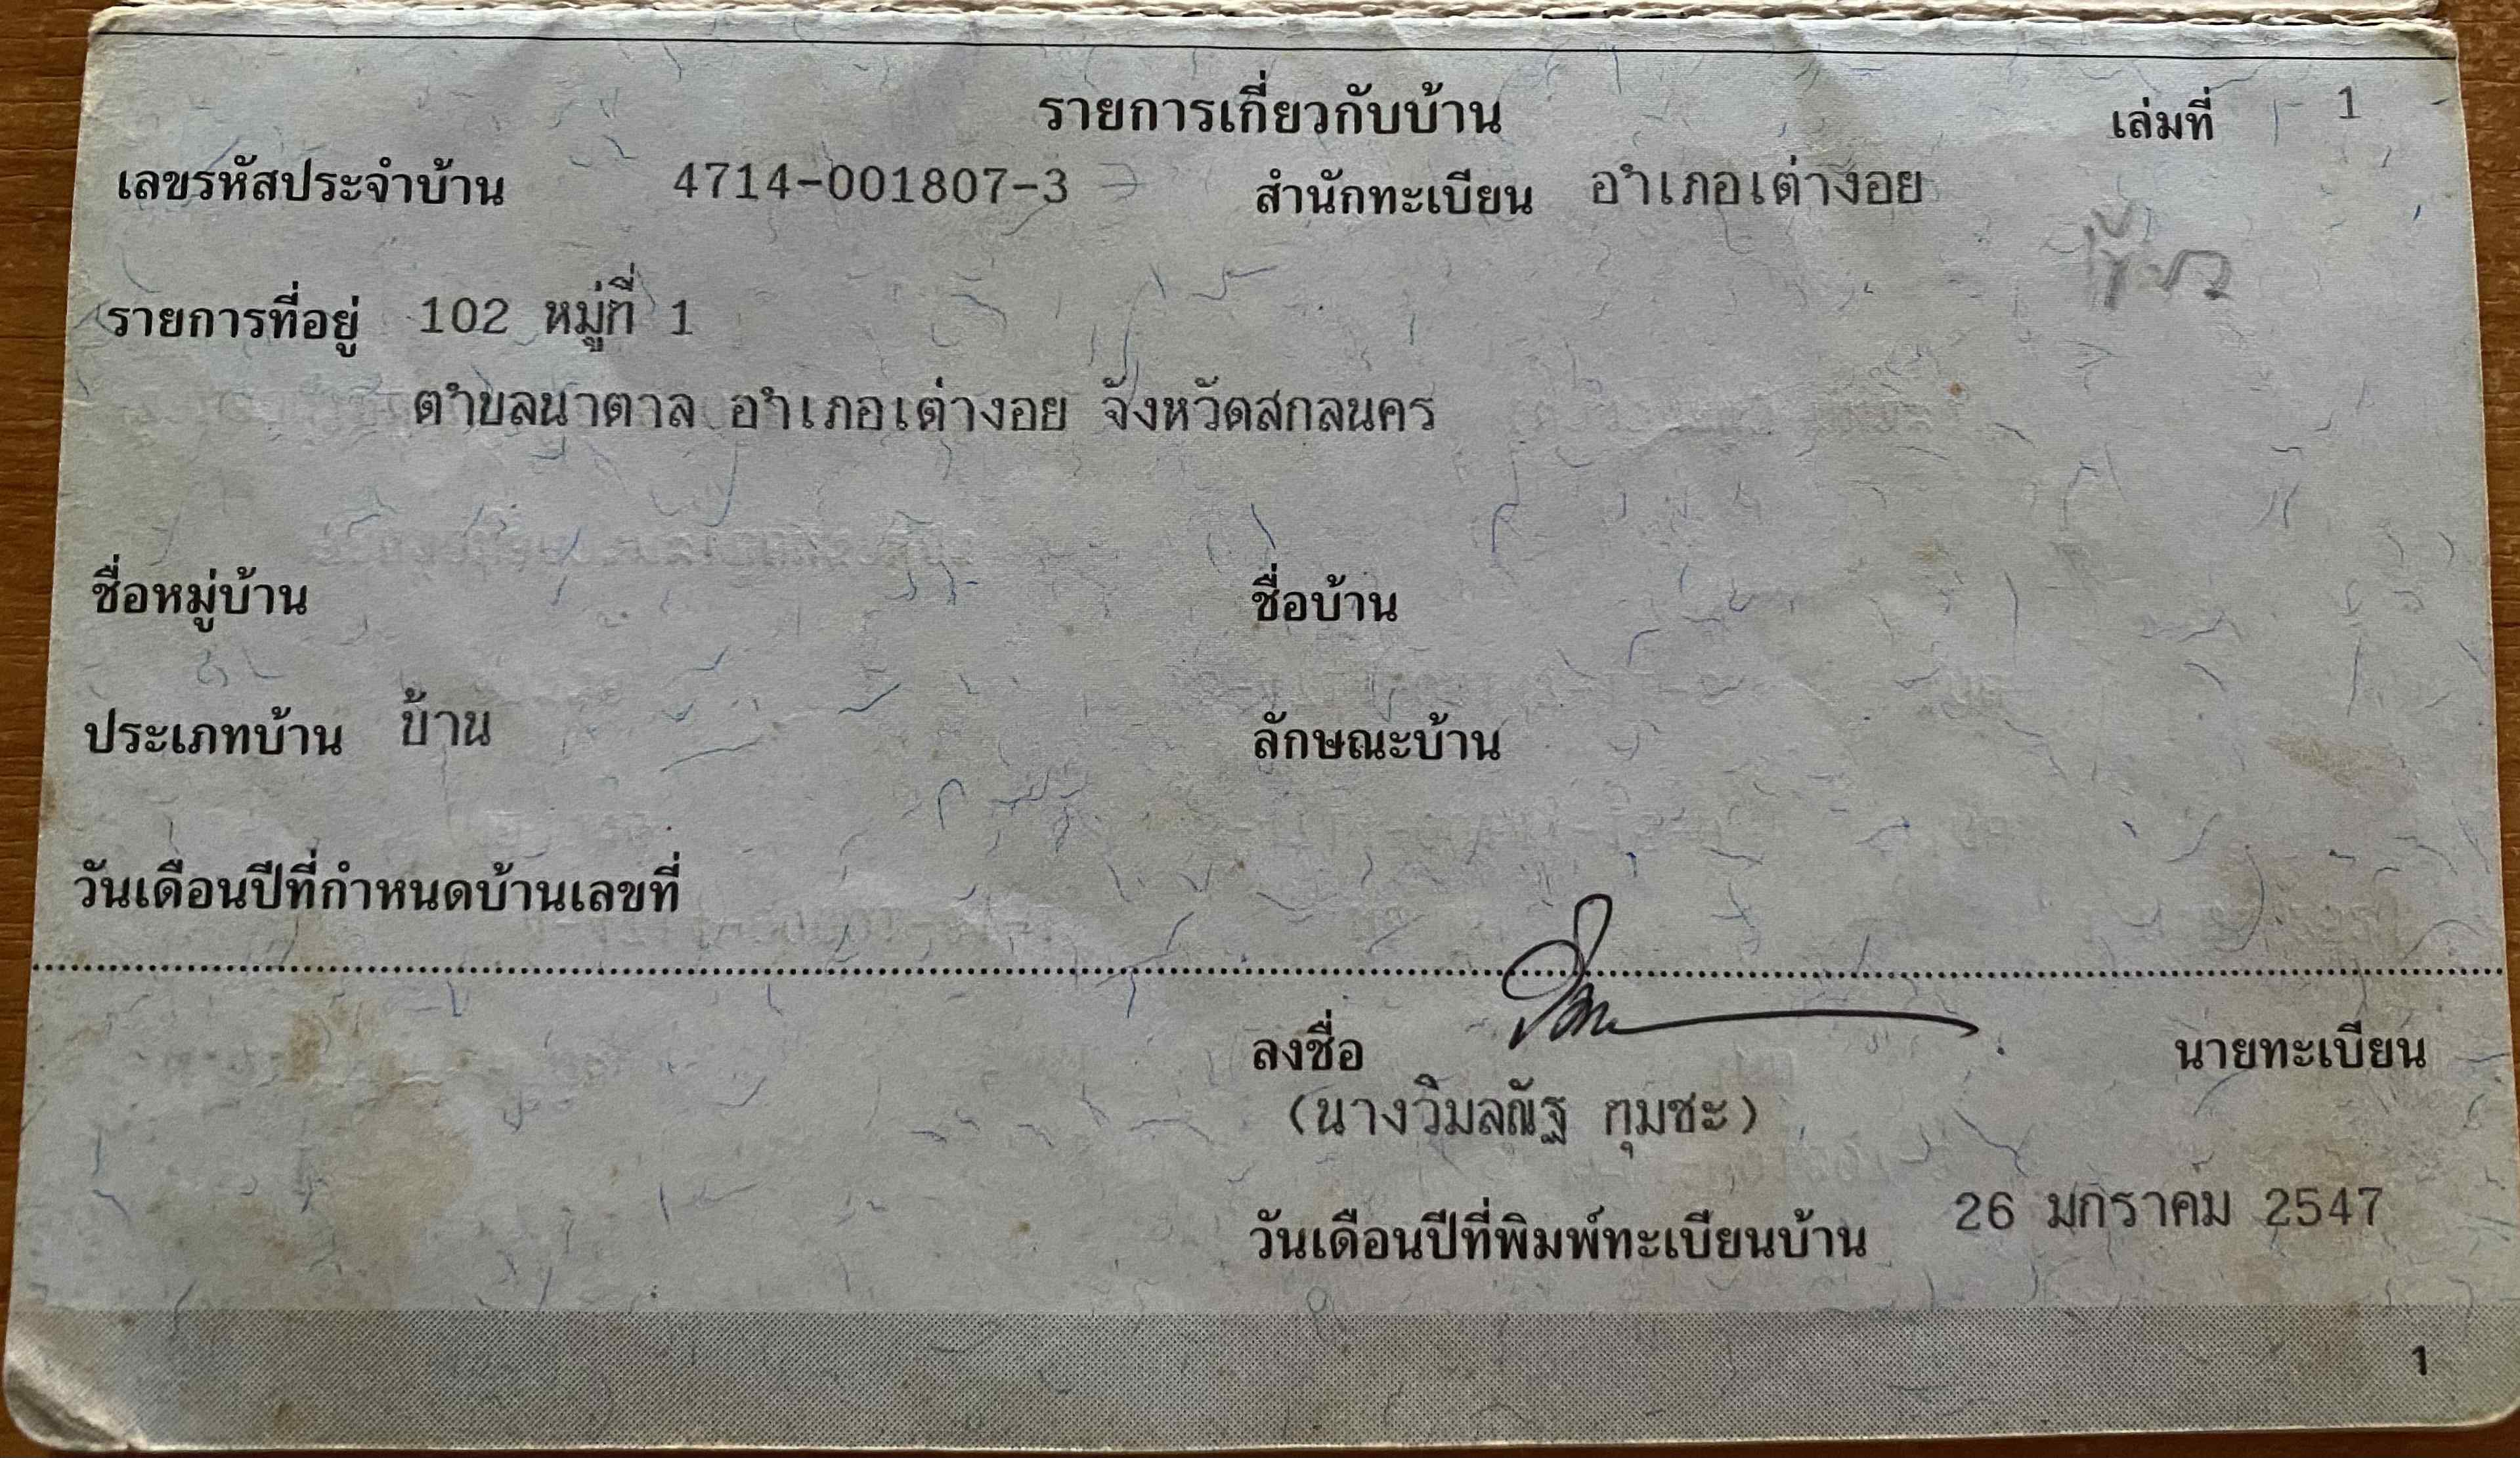 รายการเกี่ยวกับบ้าน เล่มที่ 1
เลขรหัสประจำบ้าน 4714-001807-3 สำนักทะเบียน อำเภอเต่างอย
รายการที่อยู่ 102 หมู่ที่ 1
ตำบลนาตาล อำเภอเต่างอย จังหวัดสกลนคร
ชื่อหมู่บ้าน ชื่อบ้าน
ประเภทบ้าน บ้าน ลักษณะบ้าน
วันเดือนปีที่กำหนดบ้านเลขที่
ลงชื่อ นายทะเบียน
(นางวิมลณัฐ กุมชะ)
วันเดือนปีที่พิมพ์ทะเบียนบ้าน 26 มกราคม 2547
1